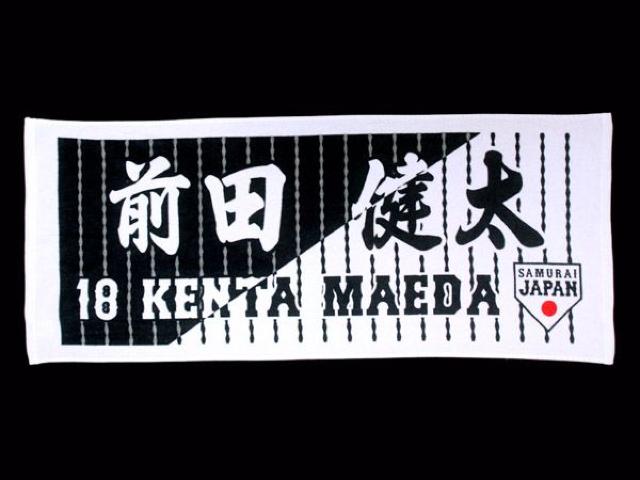 前田 健太
18 KENTA MAEDA
SAMURAI
JAPAN